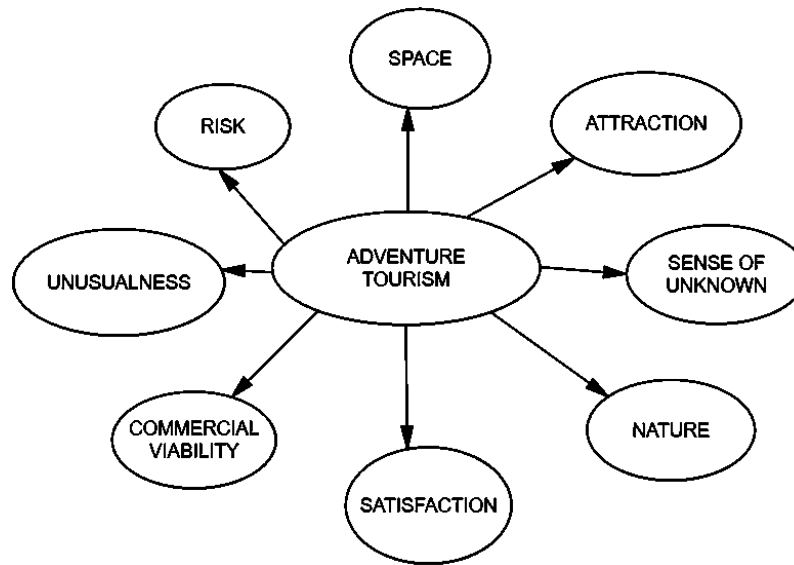 SPACE
RISK
ATTRACTION
ADVENTURE
TOURISM
UNUSUALNESS
SENSE OF
UNKNOWN
COMMERCIAL
VIABILITY
NATURE
SATISFACTION